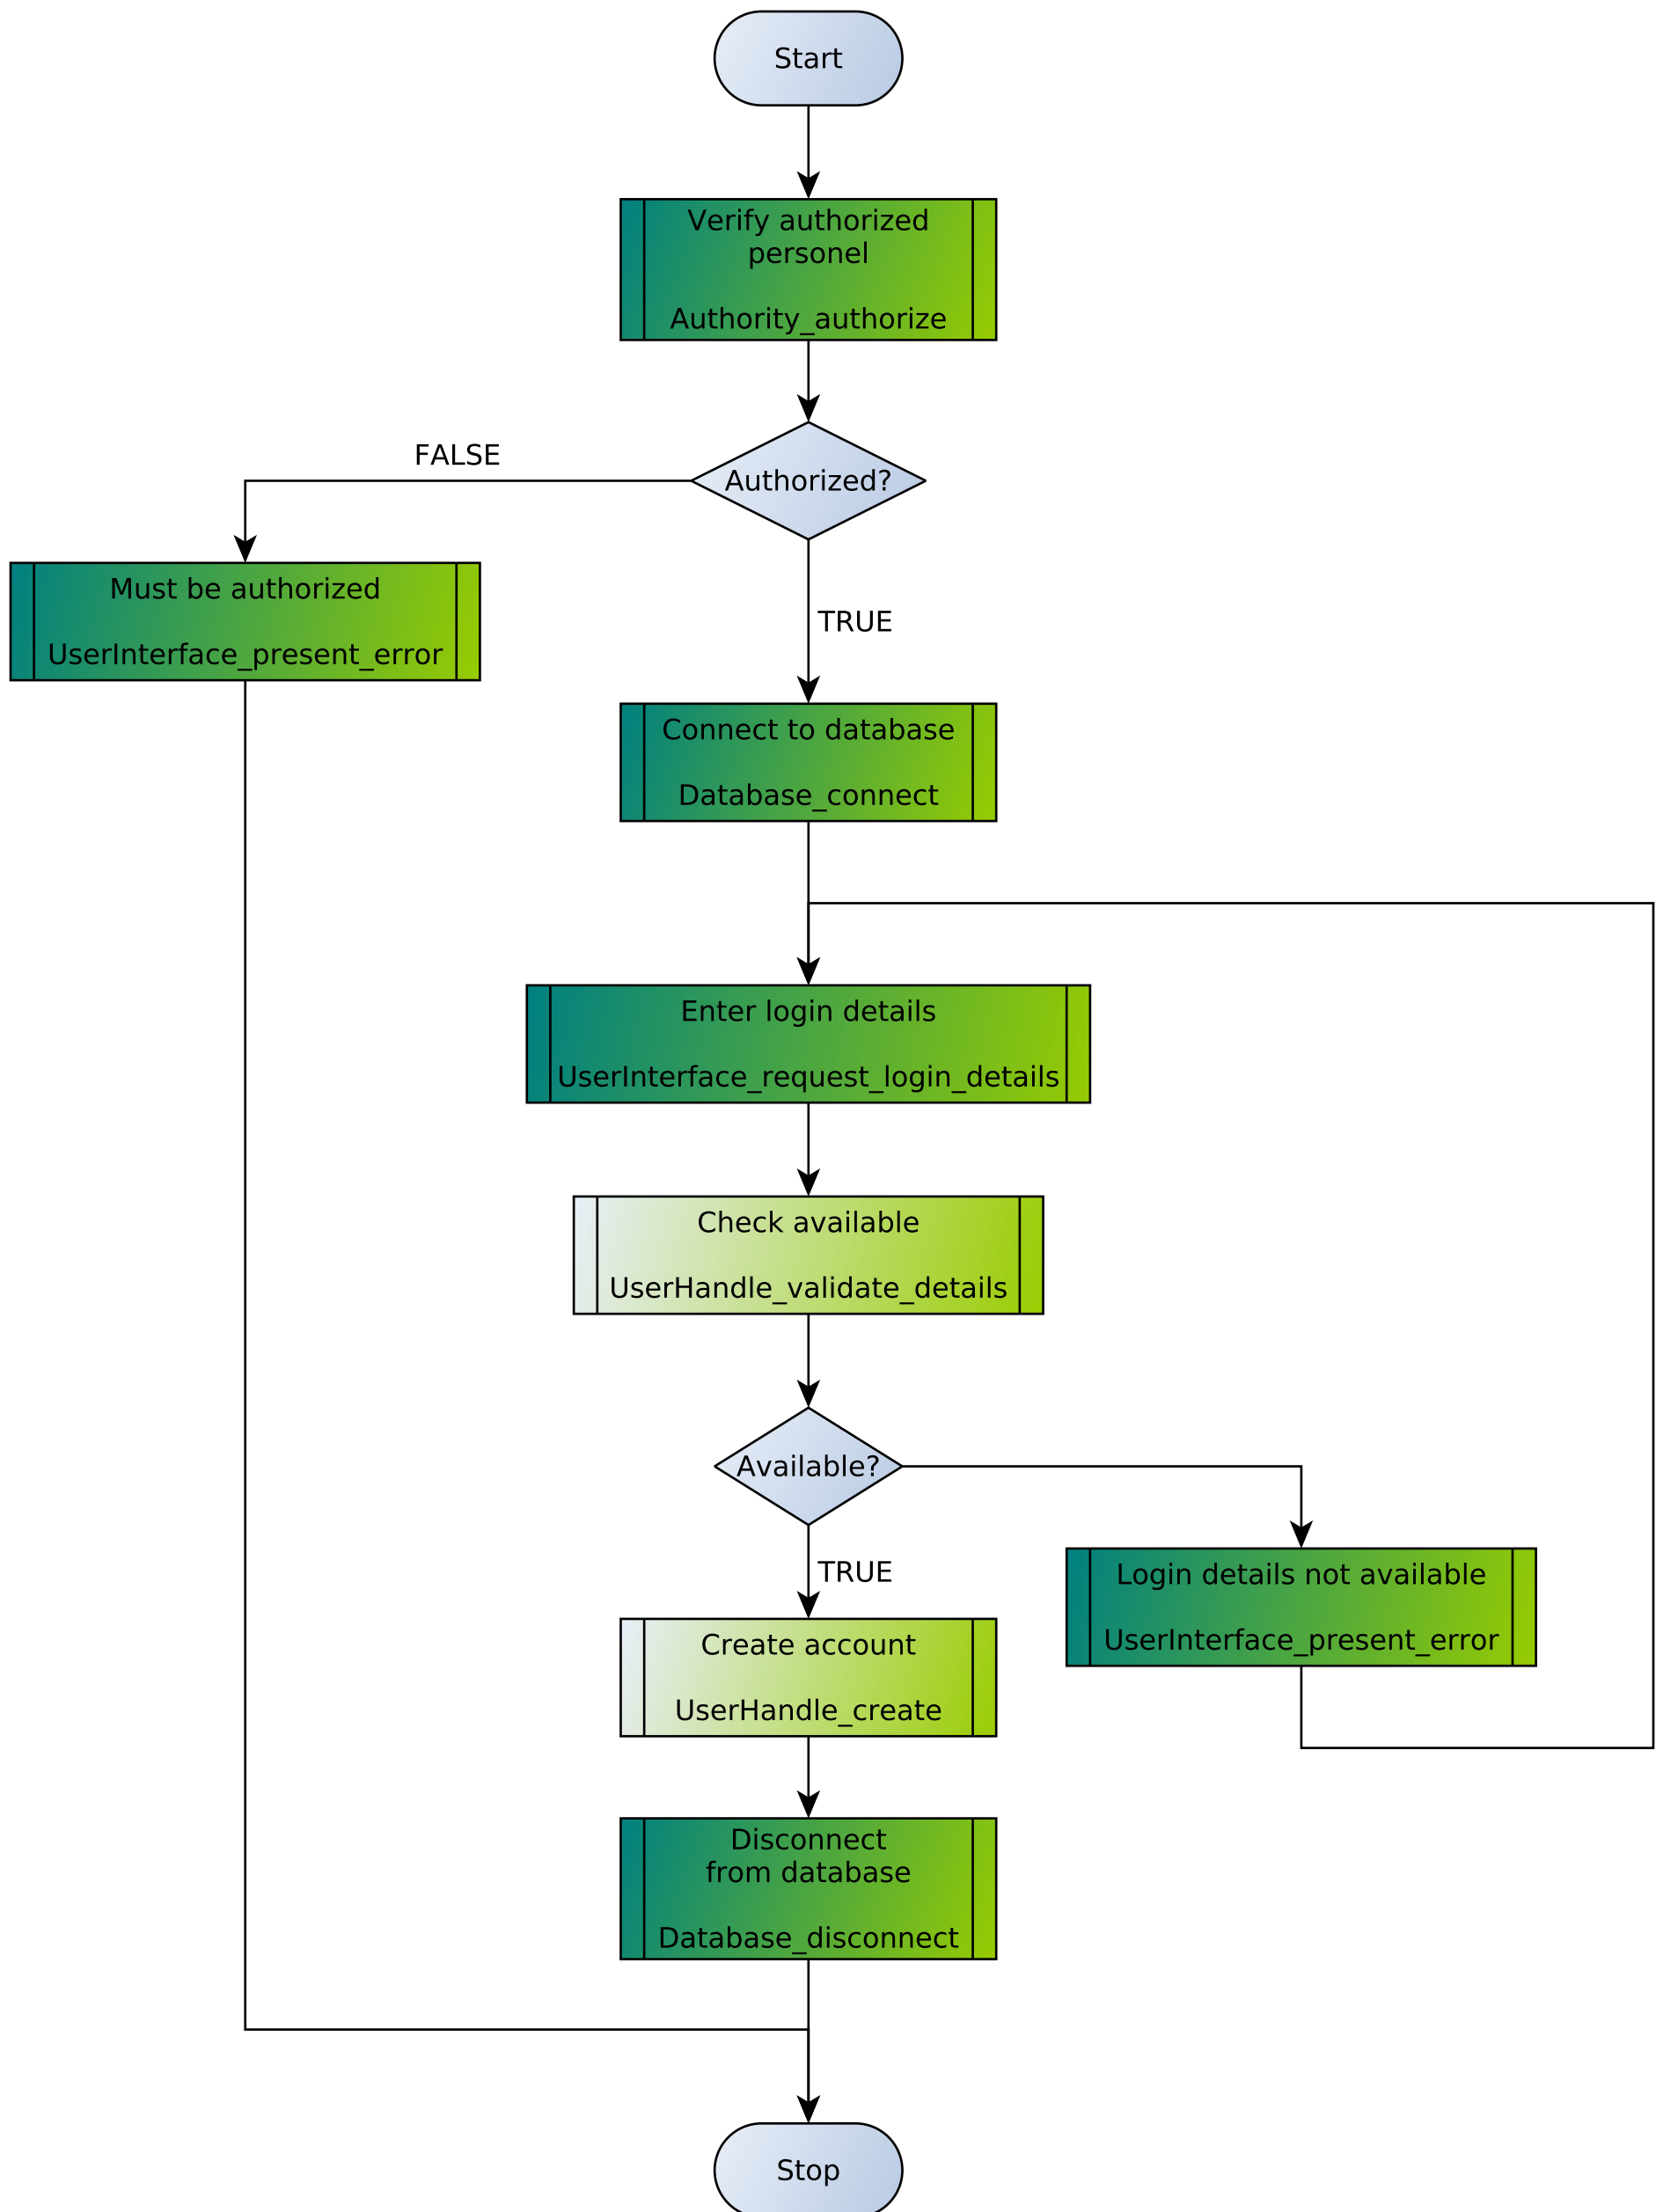 Start
Verify authorized
personel
Authority_authorize
Authorized?
FALSE
Must be authorized
UserInterface_present_error
TRUE
Connect to database
Database_connect
Enter login details
UserInterface_request_login_details
Check available
UserHandle_validate_details
Available?
TRUE
Login details not available
UserInterface_present_error
Create account
UserHandle_create
Disconnect
from database
Database_disconnect
Stop